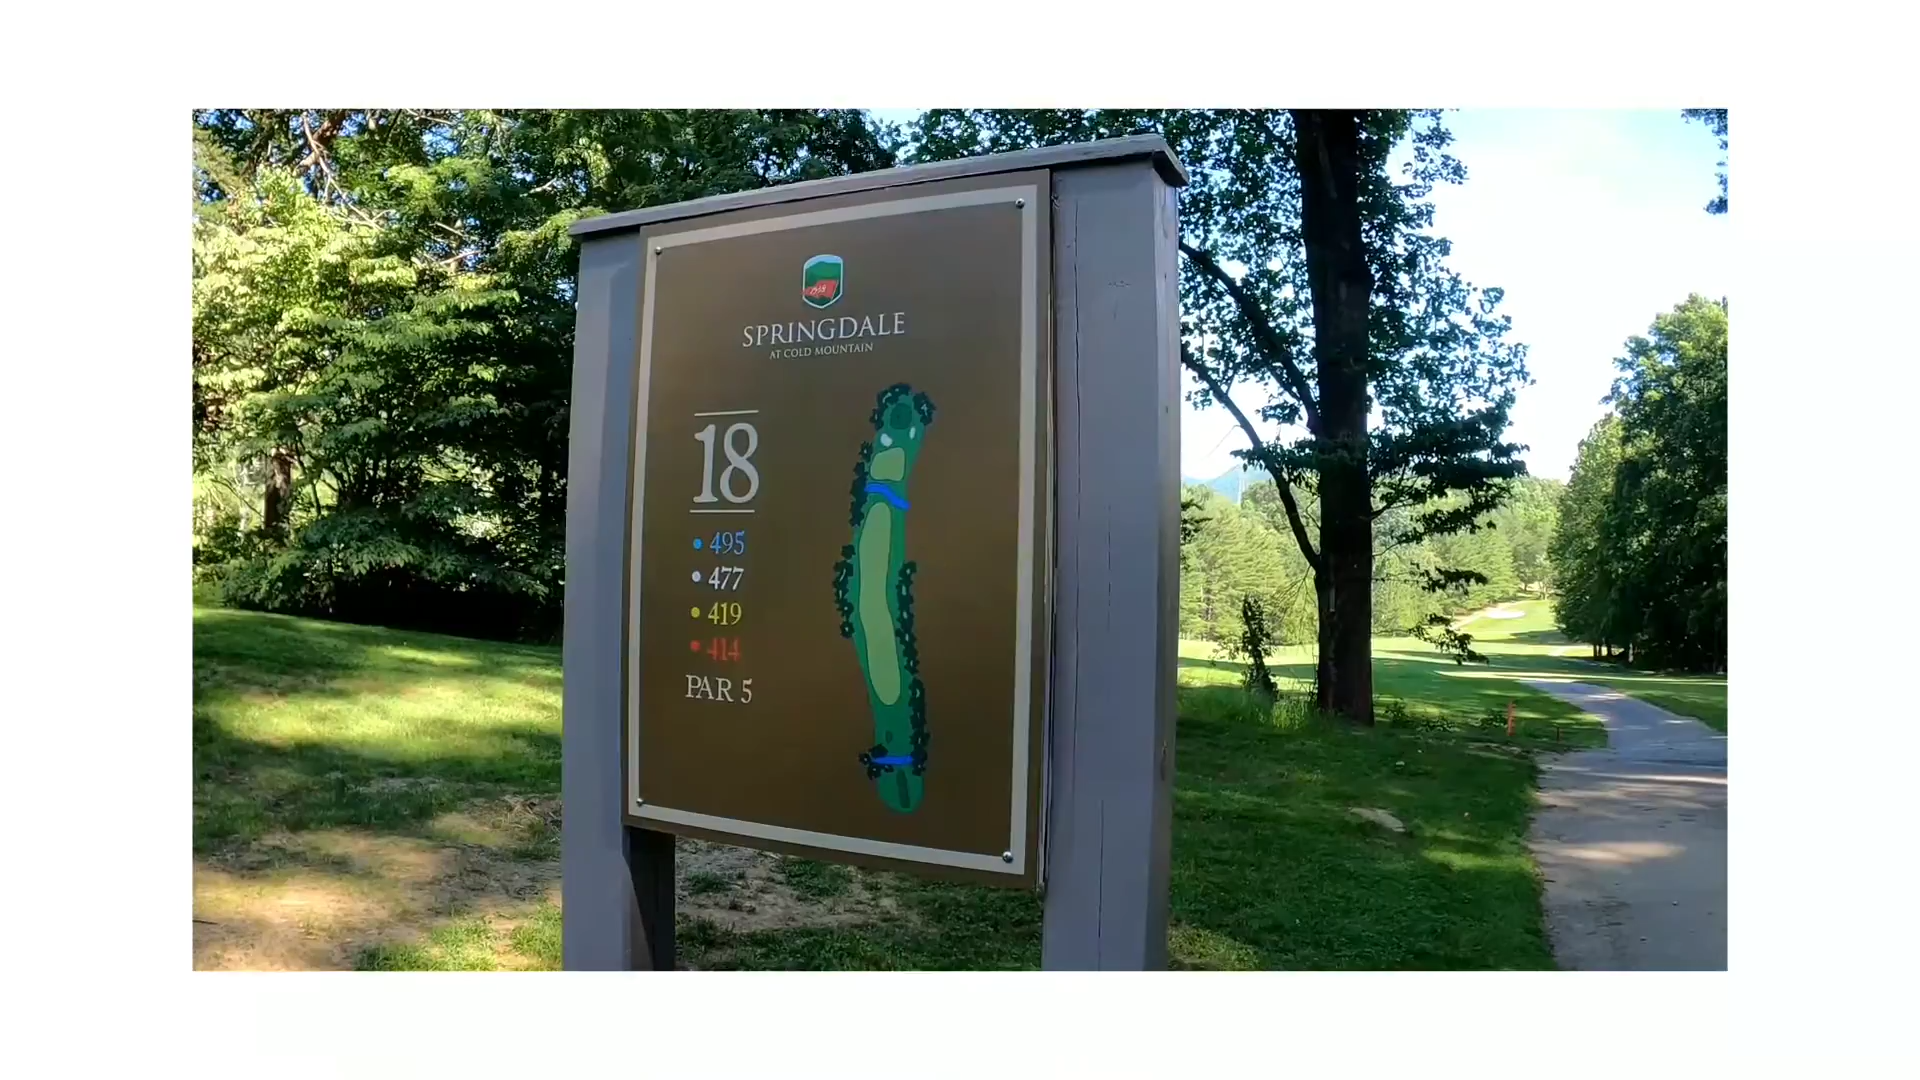 SPRINGDALE
AT COLD MOUNTAIN
18
• 495
• 477
• 419
• 414
PAR 5